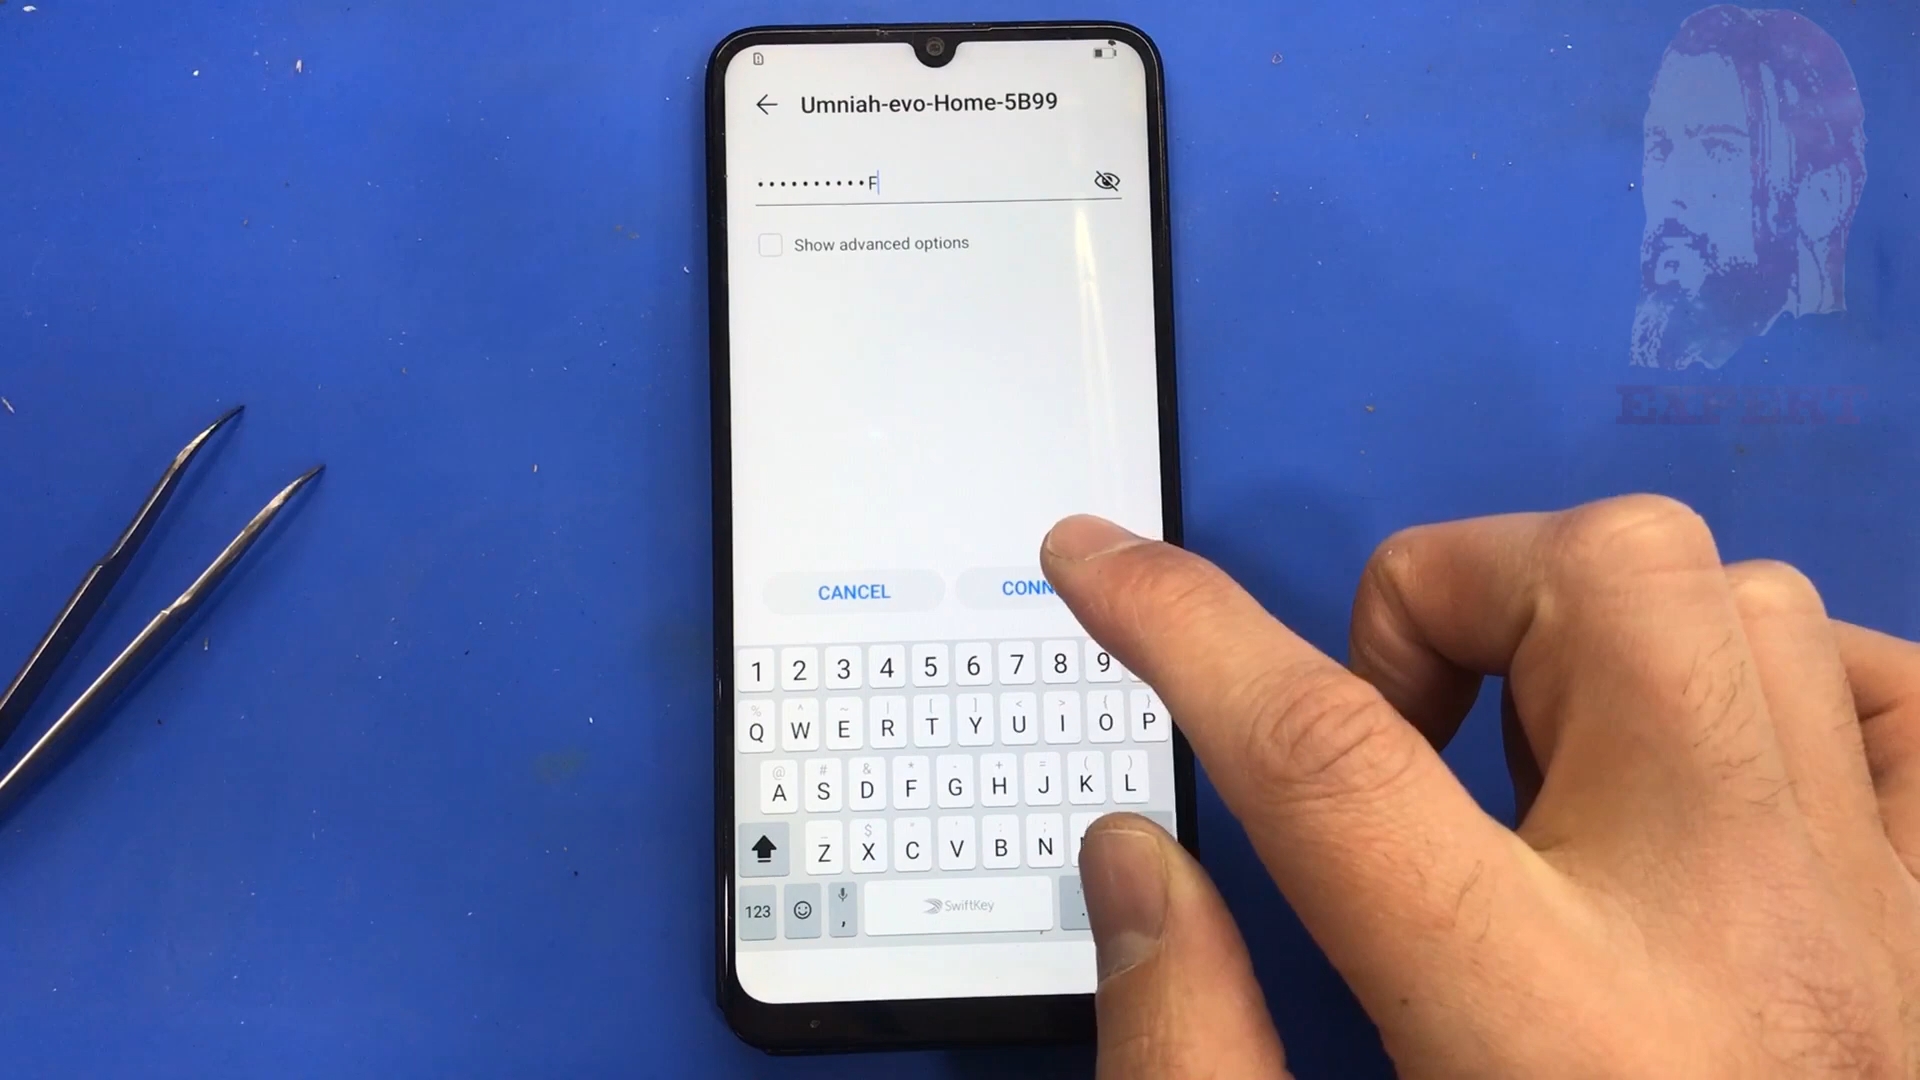 Umniah-evo-Home-5B99
••••••••••F
Show advanced options
CANCEL
CONN
1 2 3 4 5 6 7 8 9
% ^ ~ | [ ] < > { }
Q W E R T Y U I O P
@ # & * - + = ( )
A S D F G H J K L
_ $ " ' : ;
Z X C V B N
123 , SwiftKey .
EXPERT